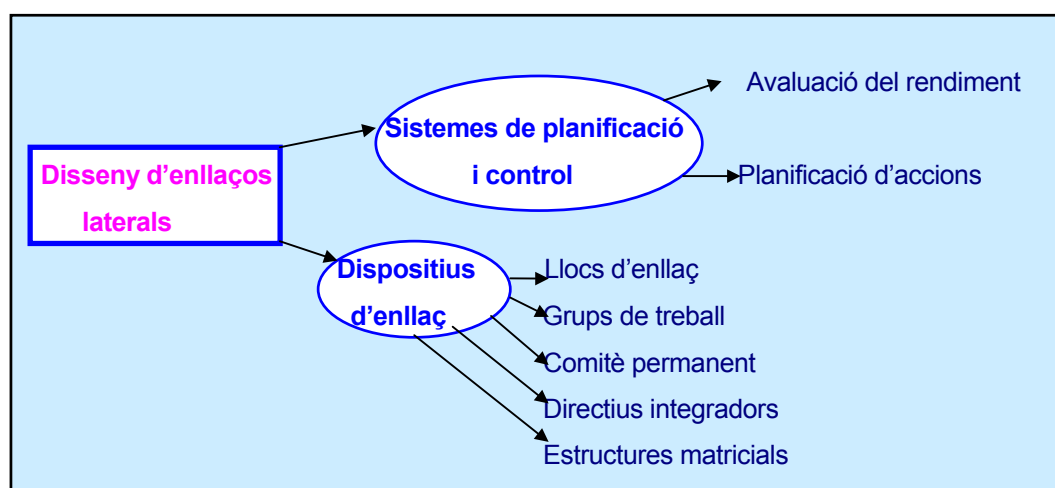 Disseny d’enllaços
laterals
Sistemes de planificació
i control
Avaluació del rendiment
Planificació d’accions
Dispositius
d’enllaç
Llocs d’enllaç
Grups de treball
Comitè permanent
Directius integradors
Estructures matricials